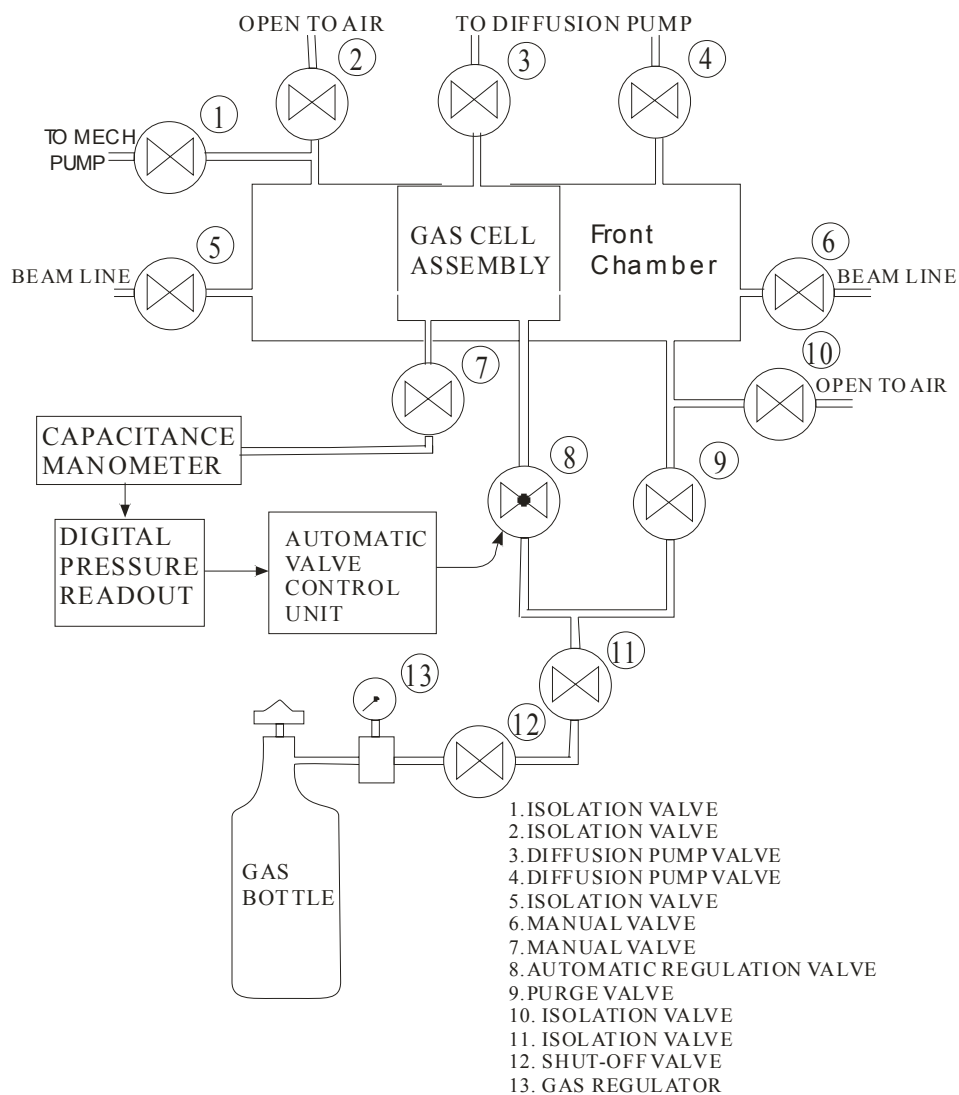 OPEN TO AIR
TO DIFFUSION PUMP
2
3
4
1
TO MECH
PUMP
GAS CELL
ASSEMBLY
Front
Chamber
5
6
BEAM LINE
BEAM LINE
7
10
OPEN TO AIR
CAPACITANCE
MANOMETER
8
9
DIGITAL
PRESSURE
READOUT
AUTOMATIC
VALVE
CONTROL
UNIT
11
13
12
GAS
BOTTLE
1. ISOLATION VALVE
2. ISOLATION VALVE
3. DIFFUSION PUMP VALVE
4. DIFFUSION PUMP VALVE
5. ISOLATION VALVE
6. MANUAL VALVE
7. MANUAL VALVE
8. AUTOMATIC REGULATION VALVE
9. PURGE VALVE
10. ISOLATION VALVE
11. ISOLATION VALVE
12. SHUT-OFF VALVE
13. GAS REGULATOR